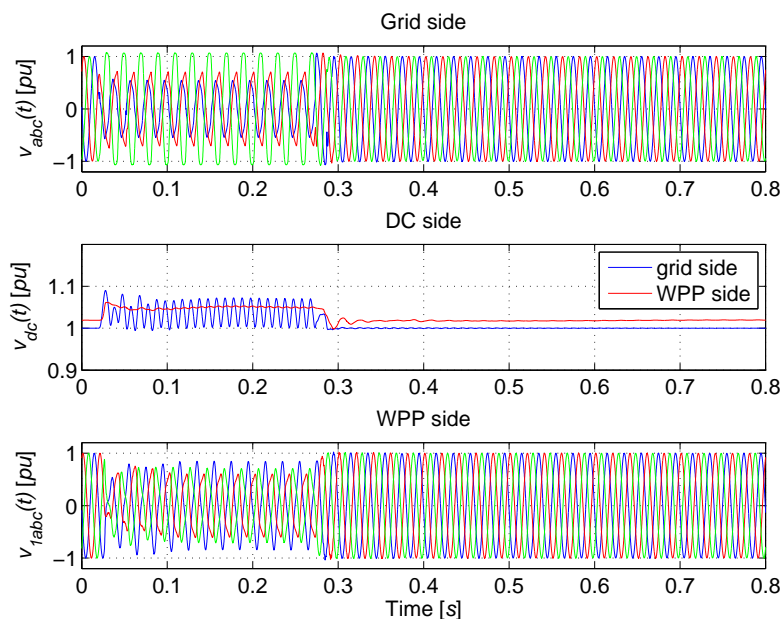 Grid side
v_abc(t) [pu]
1
0
−1
0 0.1 0.2 0.3 0.4 0.5 0.6 0.7 0.8
DC side
v_dc(t) [pu]
1.1
1
0.9
grid side
WPP side
0 0.1 0.2 0.3 0.4 0.5 0.6 0.7 0.8
WPP side
v_1abc(t) [pu]
1
0
−1
0 0.1 0.2 0.3 0.4 0.5 0.6 0.7 0.8
Time [s]